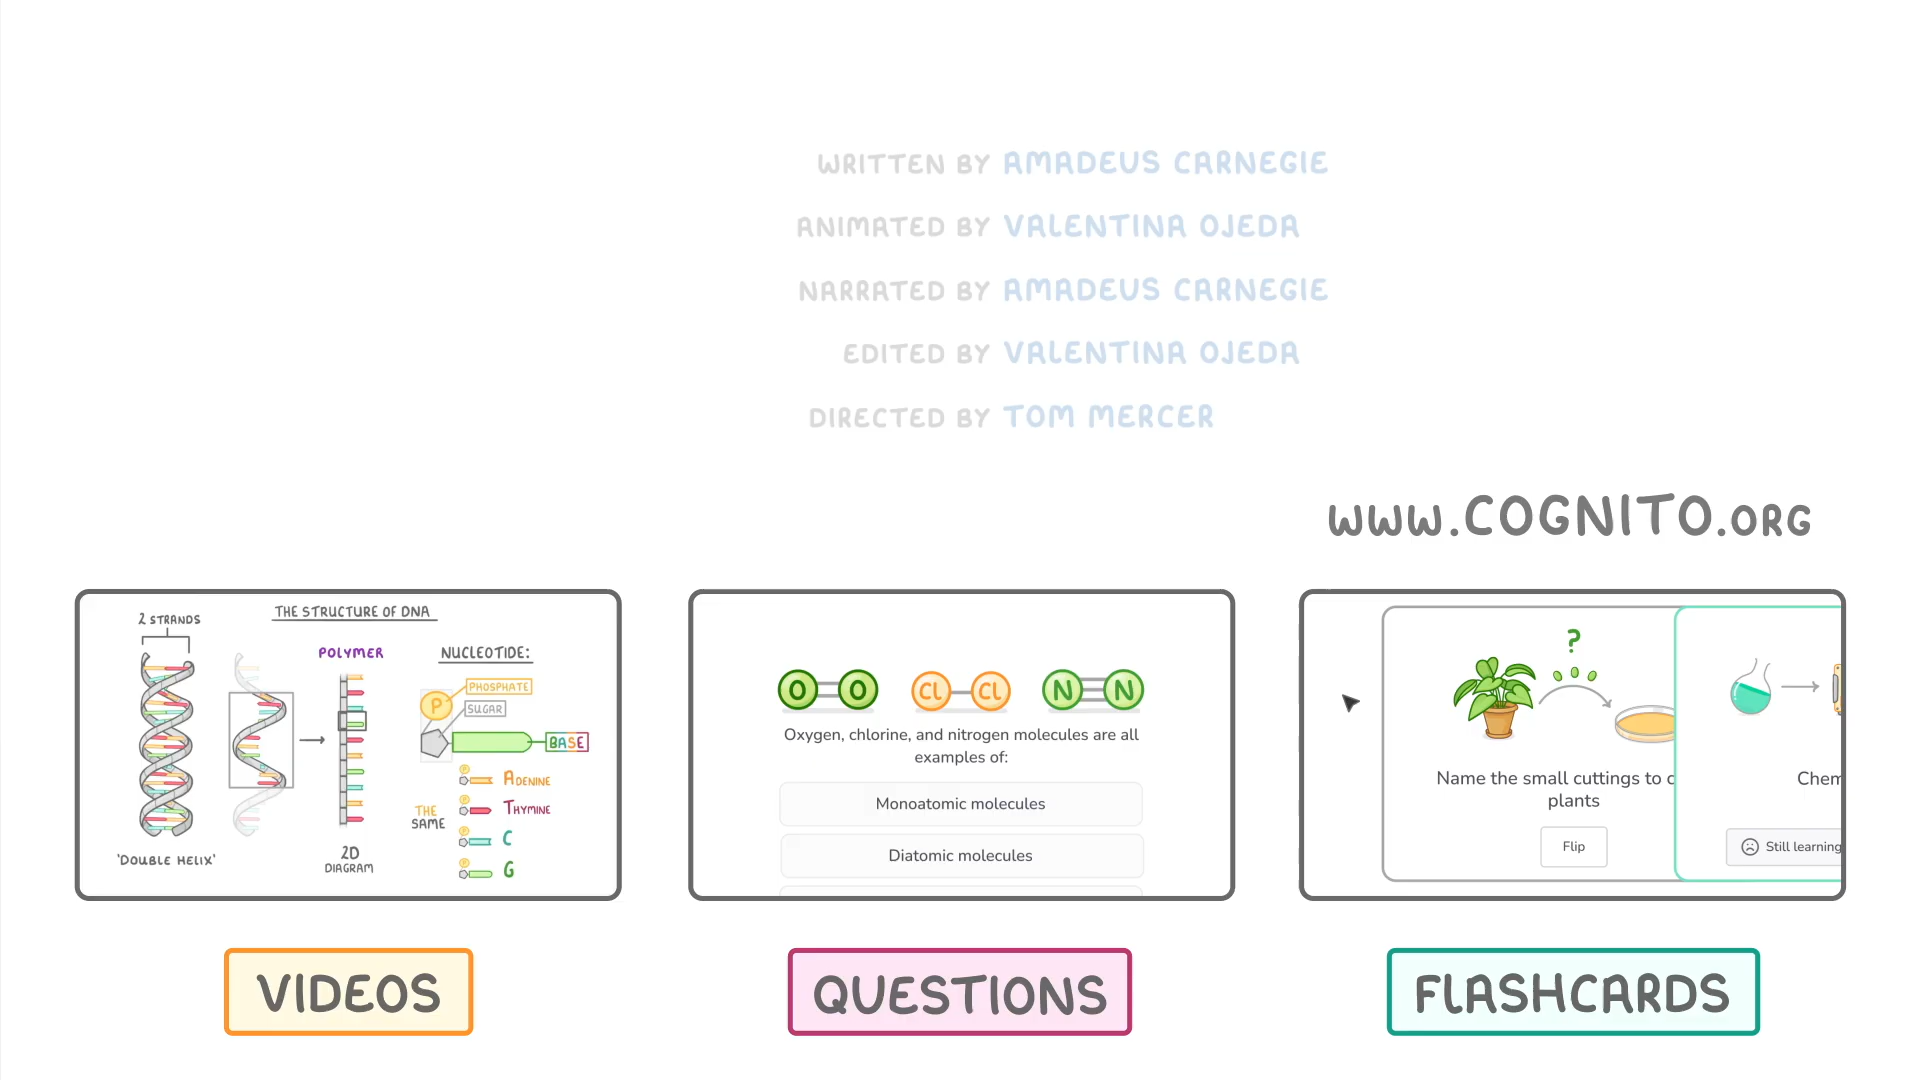 WRITTEN BY AMADEUS CARNEGIE
ANIMATED BY VALENTINA OJEDA
NARRATED BY AMADEUS CARNEGIE
EDITED BY VALENTINA OJEDA
DIRECTED BY TOM MERCER
www.COGNITO.ORG
THE STRUCTURE OF DNA
2 STRANDS
POLYMER
NUCLEOTIDE:
PHOSPHATE
P
SUGAR
BASE
P
ADENINE
THE SAME
P
THYMINE
P
C
P
G
'DOUBLE HELIX'
2D
DIAGRAM
O O
Cl Cl
N N
Oxygen, chlorine, and nitrogen molecules are all
examples of:
Monoatomic molecules
Diatomic molecules
?
Name the small cuttings to c
plants
Flip
Chem
Still learning
VIDEOS
QUESTIONS
FLASHCARDS